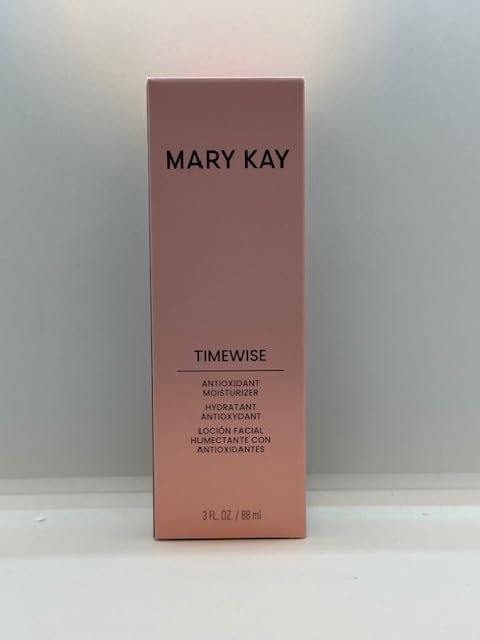 MARY KAY
TIMEWISE
ANTIOXIDANT
MOISTURIZER
HYDRATANT
ANTIOXYDANT
LOCIÓN FACIAL
HUMECTANTE CON
ANTIOXIDANTES
3 FL. OZ. / 88 ml